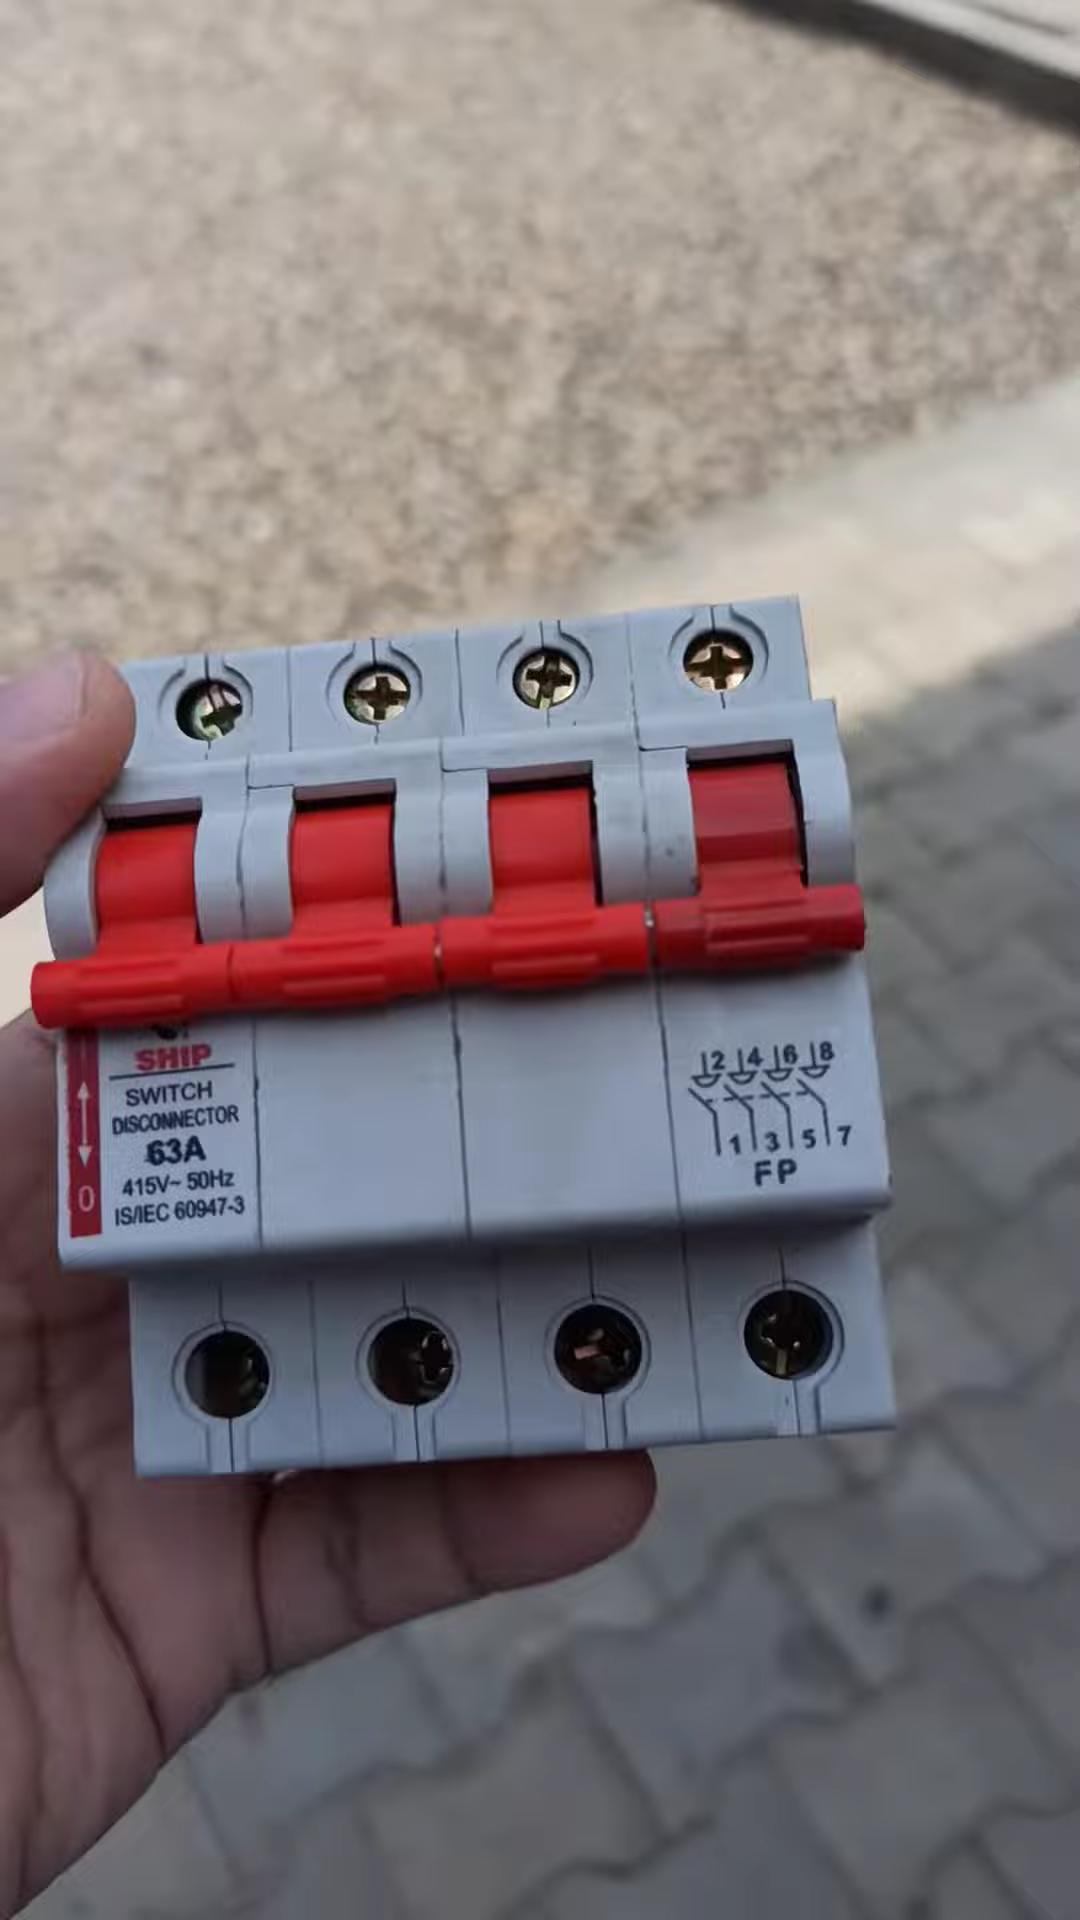 SHIP
SWITCH
DISCONNECTOR
63A
415V~ 50Hz
IS/IEC 60947-3
0
2 4 6 8
1 3 5 7
FP